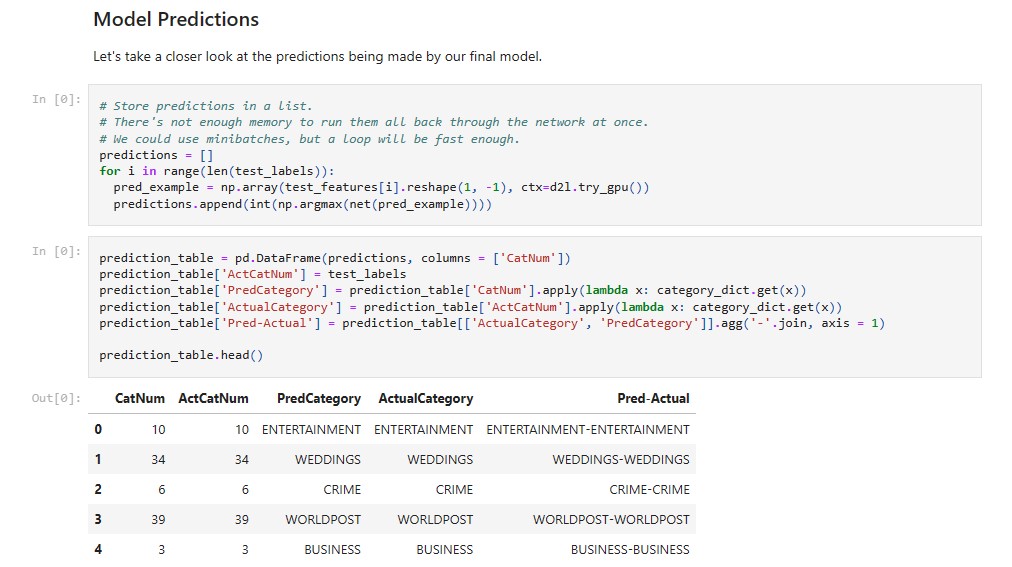 Model Predictions
Let's take a closer look at the predictions being made by our final model.
In [0]:
# Store predictions in a list.
# There's not enough memory to run them all back through the network at once.
# We could use minibatches, but a loop will be fast enough.
predictions = []
for i in range(len(test_labels)):
  pred_example = np.array(test_features[i].reshape(1, -1), ctx=d2l.try_gpu())
  predictions.append(int(np.argmax(net(pred_example))))
In [0]:
prediction_table = pd.DataFrame(predictions, columns = ['CatNum'])
prediction_table['ActCatNum'] = test_labels
prediction_table['PredCategory'] = prediction_table['CatNum'].apply(lambda x: category_dict.get(x))
prediction_table['ActualCategory'] = prediction_table['ActCatNum'].apply(lambda x: category_dict.get(x))
prediction_table['Pred-Actual'] = prediction_table[['ActualCategory', 'PredCategory']].agg('-'.join, axis = 1)
prediction_table.head()
Out[0]:
CatNum ActCatNum PredCategory ActualCategory Pred-Actual
0 10 10 ENTERTAINMENT ENTERTAINMENT ENTERTAINMENT-ENTERTAINMENT
1 34 34 WEDDINGS WEDDINGS WEDDINGS-WEDDINGS
2 6 6 CRIME CRIME CRIME-CRIME
3 39 39 WORLDPOST WORLDPOST WORLDPOST-WORLDPOST
4 3 3 BUSINESS BUSINESS BUSINESS-BUSINESS